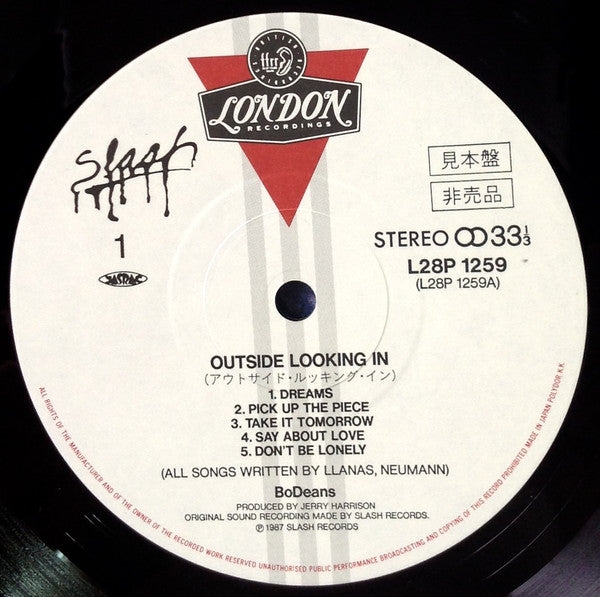 BRITISH RECORDINGS
ffrr
LONDON
RECORDINGS
Slash
見本盤
非売品
1
JASRAC
STEREO 33⅓
L28P 1259
(L28P 1259A)
OUTSIDE LOOKING IN
(アウトサイド・ルッキング・イン)
1. DREAMS
2. PICK UP THE PIECE
3. TAKE IT TOMORROW
4. SAY ABOUT LOVE
5. DON'T BE LONELY
(ALL SONGS WRITTEN BY LLANAS, NEUMANN)
BoDeans
PRODUCED BY JERRY HARRISON
ORIGINAL SOUND RECORDING MADE BY SLASH RECORDS.
Ⓟ 1987 SLASH RECORDS
ALL RIGHTS OF THE MANUFACTURER AND OF THE OWNER OF THE RECORDED WORK RESERVED UNAUTHORISED PUBLIC PERFORMANCE BROADCASTING AND COPYING OF THIS RECORD PROHIBITED MADE IN JAPAN POLYDOR K.K